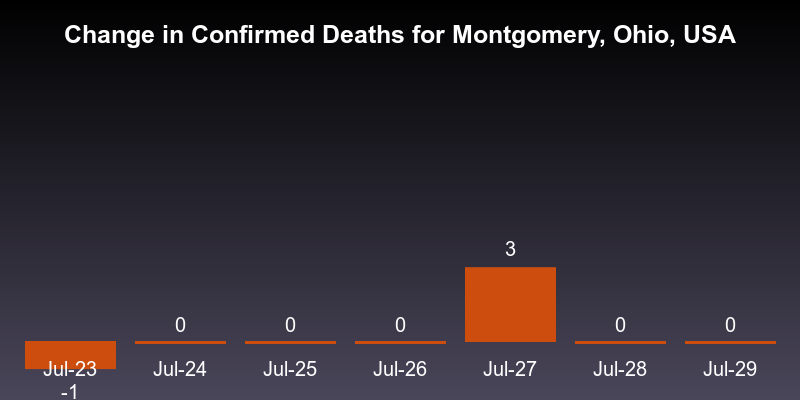 Change in Confirmed Deaths for Montgomery, Ohio, USA
3
0 0 0 0 0
Jul-23 Jul-24 Jul-25 Jul-26 Jul-27 Jul-28 Jul-29
-1